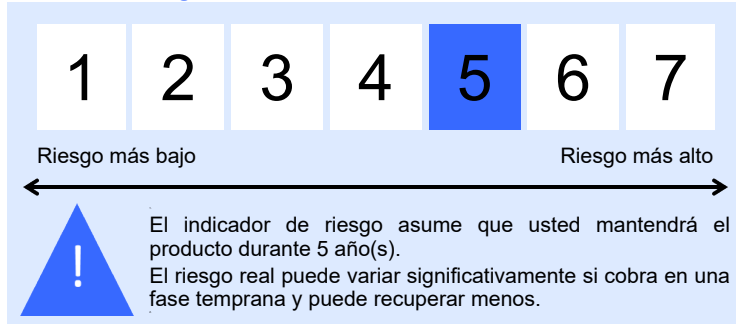 1 2 3 4 5 6 7
Riesgo más bajo Riesgo más alto
!
El indicador de riesgo asume que usted mantendrá el
producto durante 5 año(s).
El riesgo real puede variar significativamente si cobra en una
fase temprana y puede recuperar menos.